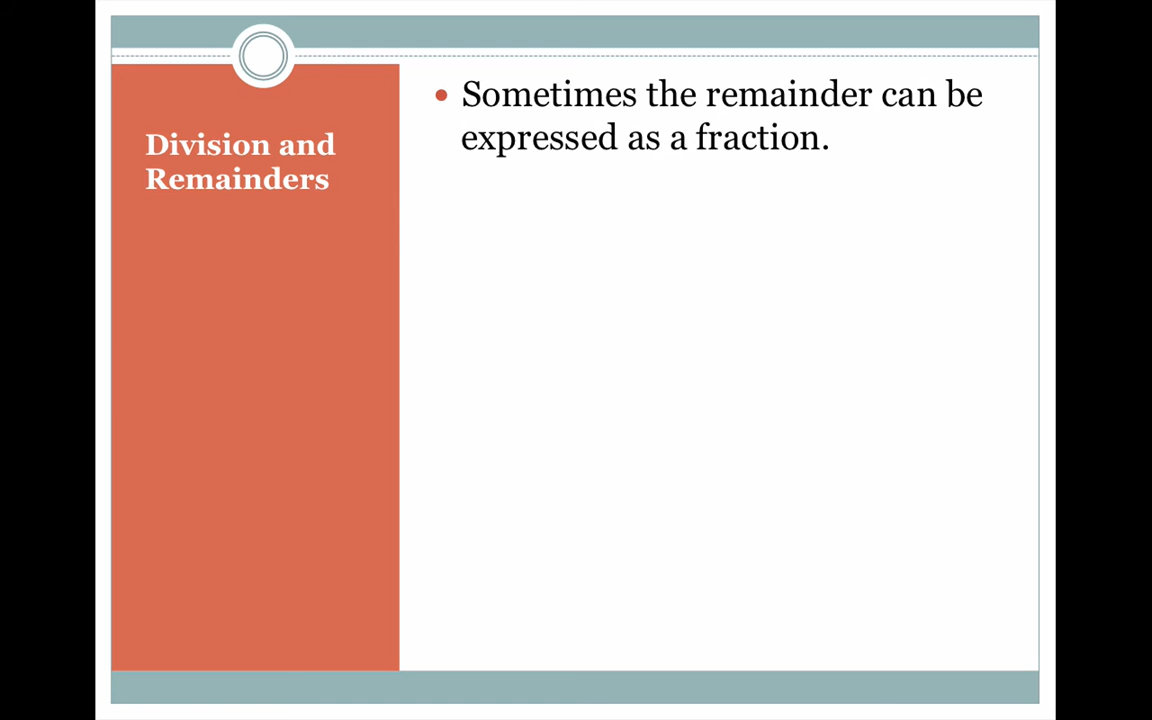 Division and
Remainders
• Sometimes the remainder can be
expressed as a fraction.